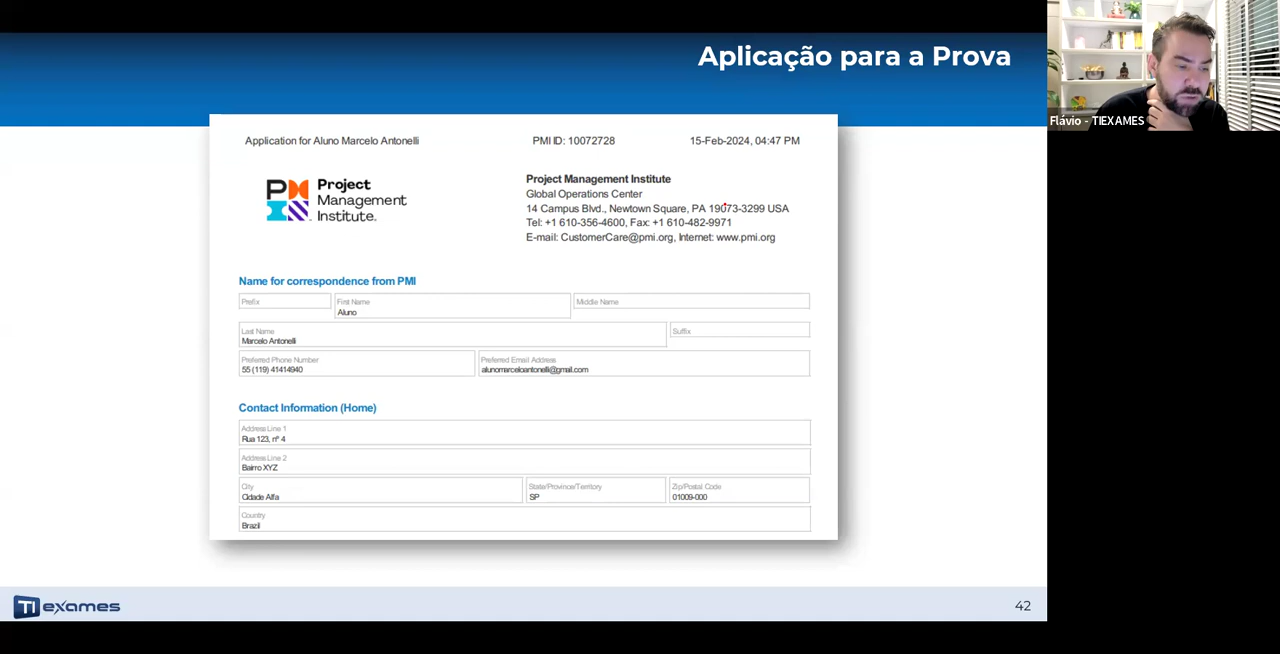 Aplicação para a Prova
Flávio - TIEXAMES
Application for Aluno Marcelo Antonelli PMI ID: 10072728 15-Feb-2024, 04:47 PM
Project
Management
Institute.
Project Management Institute
Global Operations Center
14 Campus Blvd., Newtown Square, PA 19073-3299 USA
Tel: +1 610-356-4600, Fax: +1 610-482-9971
E-mail: CustomerCare@pmi.org, Internet: www.pmi.org
Name for correspondence from PMI
Prefix First Name Middle Name
Aluno
Last Name Suffix
Marcelo Antonelli
Preferred Phone Number Preferred Email Address
55 (119) 41414940 alunomarceloantonelli@gmail.com
Contact Information (Home)
Address Line 1
Rua 123, nº 4
Address Line 2
Bairro XYZ
City State/Province/Territory Zip/Postal Code
Cidade Alfa SP 01009-000
Country
Brazil
TI exames
42